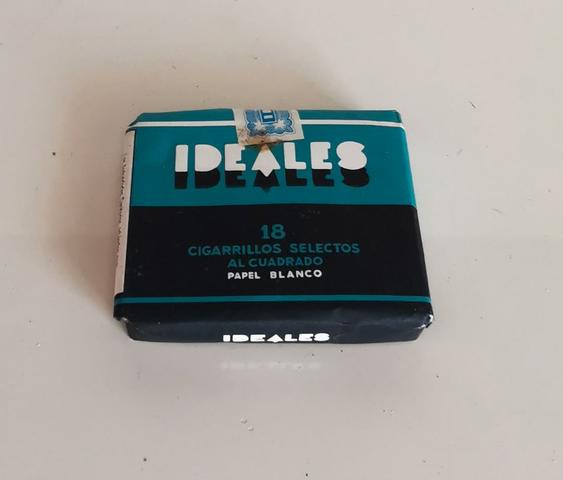 IDEALES
18
CIGARRILLOS SELECTOS
AL CUADRADO
PAPEL BLANCO
IDEALES